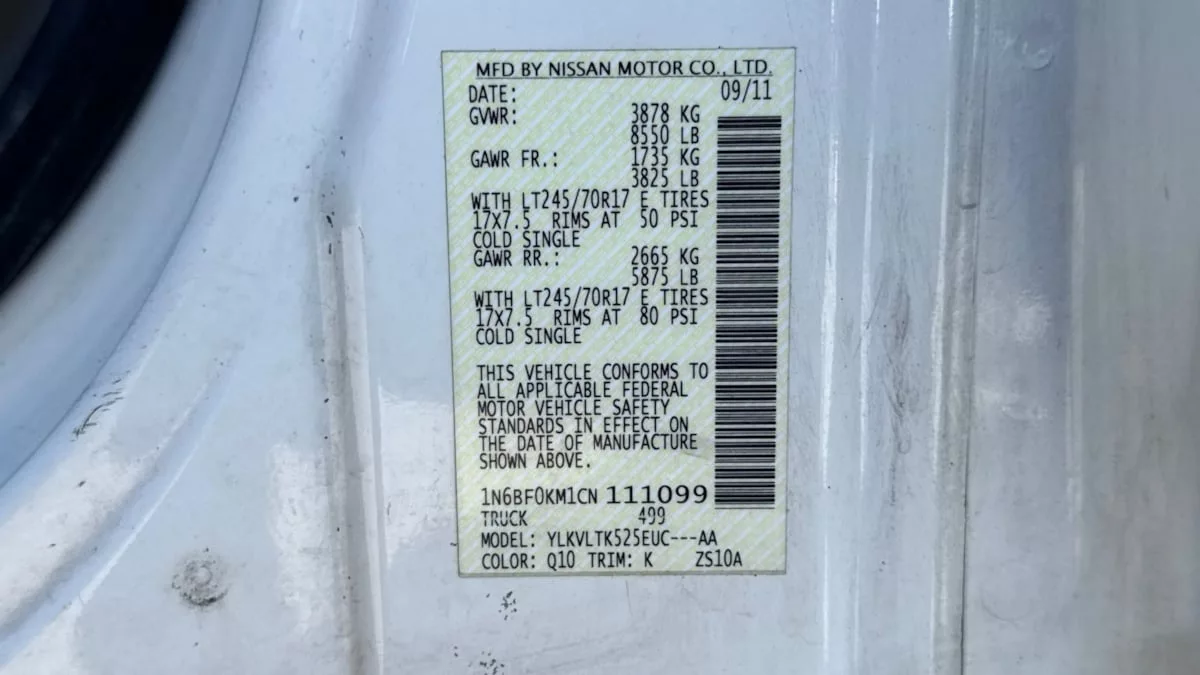 MFD BY NISSAN MOTOR CO., LTD.
DATE: 09/11
GVWR: 3878 KG
8550 LB
GAWR FR.: 1735 KG
3825 LB
WITH LT245/70R17 E TIRES
17X7.5 RIMS AT 50 PSI
COLD SINGLE
GAWR RR.: 2665 KG
5875 LB
WITH LT245/70R17 E TIRES
17X7.5 RIMS AT 80 PSI
COLD SINGLE
THIS VEHICLE CONFORMS TO
ALL APPLICABLE FEDERAL
MOTOR VEHICLE SAFETY
STANDARDS IN EFFECT ON
THE DATE OF MANUFACTURE
SHOWN ABOVE.
1N6BF0KM1CN 111099
TRUCK 499
MODEL: YLKVLTK525EUC---AA
COLOR: Q10 TRIM: K ZS10A